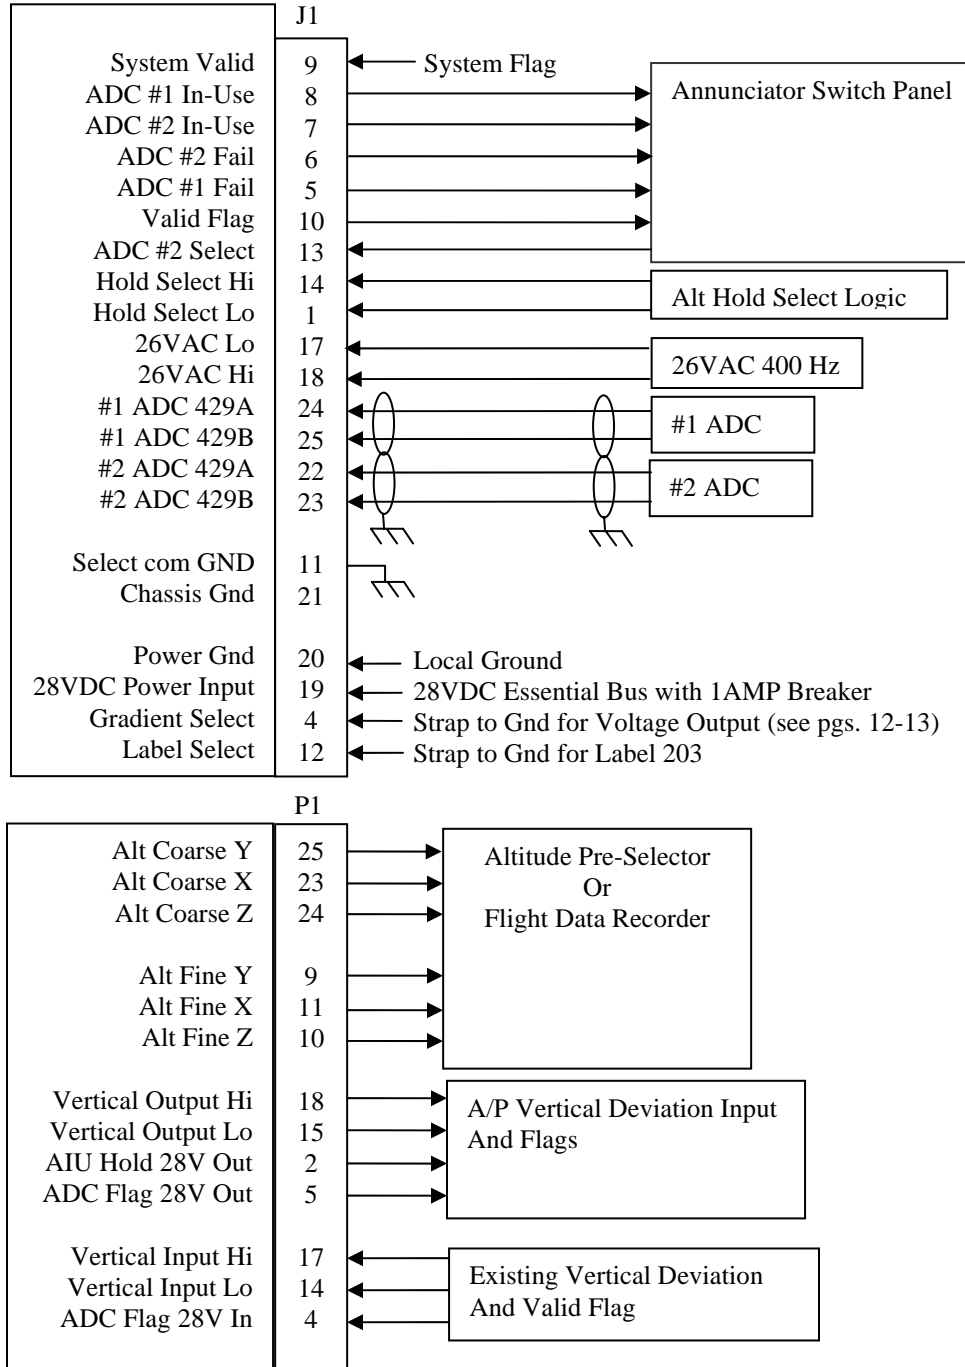 J1
System Valid 9 System Flag
ADC #1 In-Use 8 Annunciator Switch Panel
ADC #2 In-Use 7
ADC #2 Fail 6
ADC #1 Fail 5
Valid Flag 10
ADC #2 Select 13
Hold Select Hi 14 Alt Hold Select Logic
Hold Select Lo 1
26VAC Lo 17 26VAC 400 Hz
26VAC Hi 18
#1 ADC 429A 24 #1 ADC
#1 ADC 429B 25
#2 ADC 429A 22 #2 ADC
#2 ADC 429B 23
Select com GND 11
Chassis Gnd 21
Power Gnd 20 Local Ground
28VDC Power Input 19 28VDC Essential Bus with 1AMP Breaker
Gradient Select 4 Strap to Gnd for Voltage Output (see pgs. 12-13)
Label Select 12 Strap to Gnd for Label 203
P1
Alt Coarse Y 25 Altitude Pre-Selector
Alt Coarse X 23 Or
Alt Coarse Z 24 Flight Data Recorder
Alt Fine Y 9
Alt Fine X 11
Alt Fine Z 10
Vertical Output Hi 18 A/P Vertical Deviation Input
Vertical Output Lo 15 And Flags
AIU Hold 28V Out 2
ADC Flag 28V Out 5
Vertical Input Hi 17 Existing Vertical Deviation
Vertical Input Lo 14 And Valid Flag
ADC Flag 28V In 4